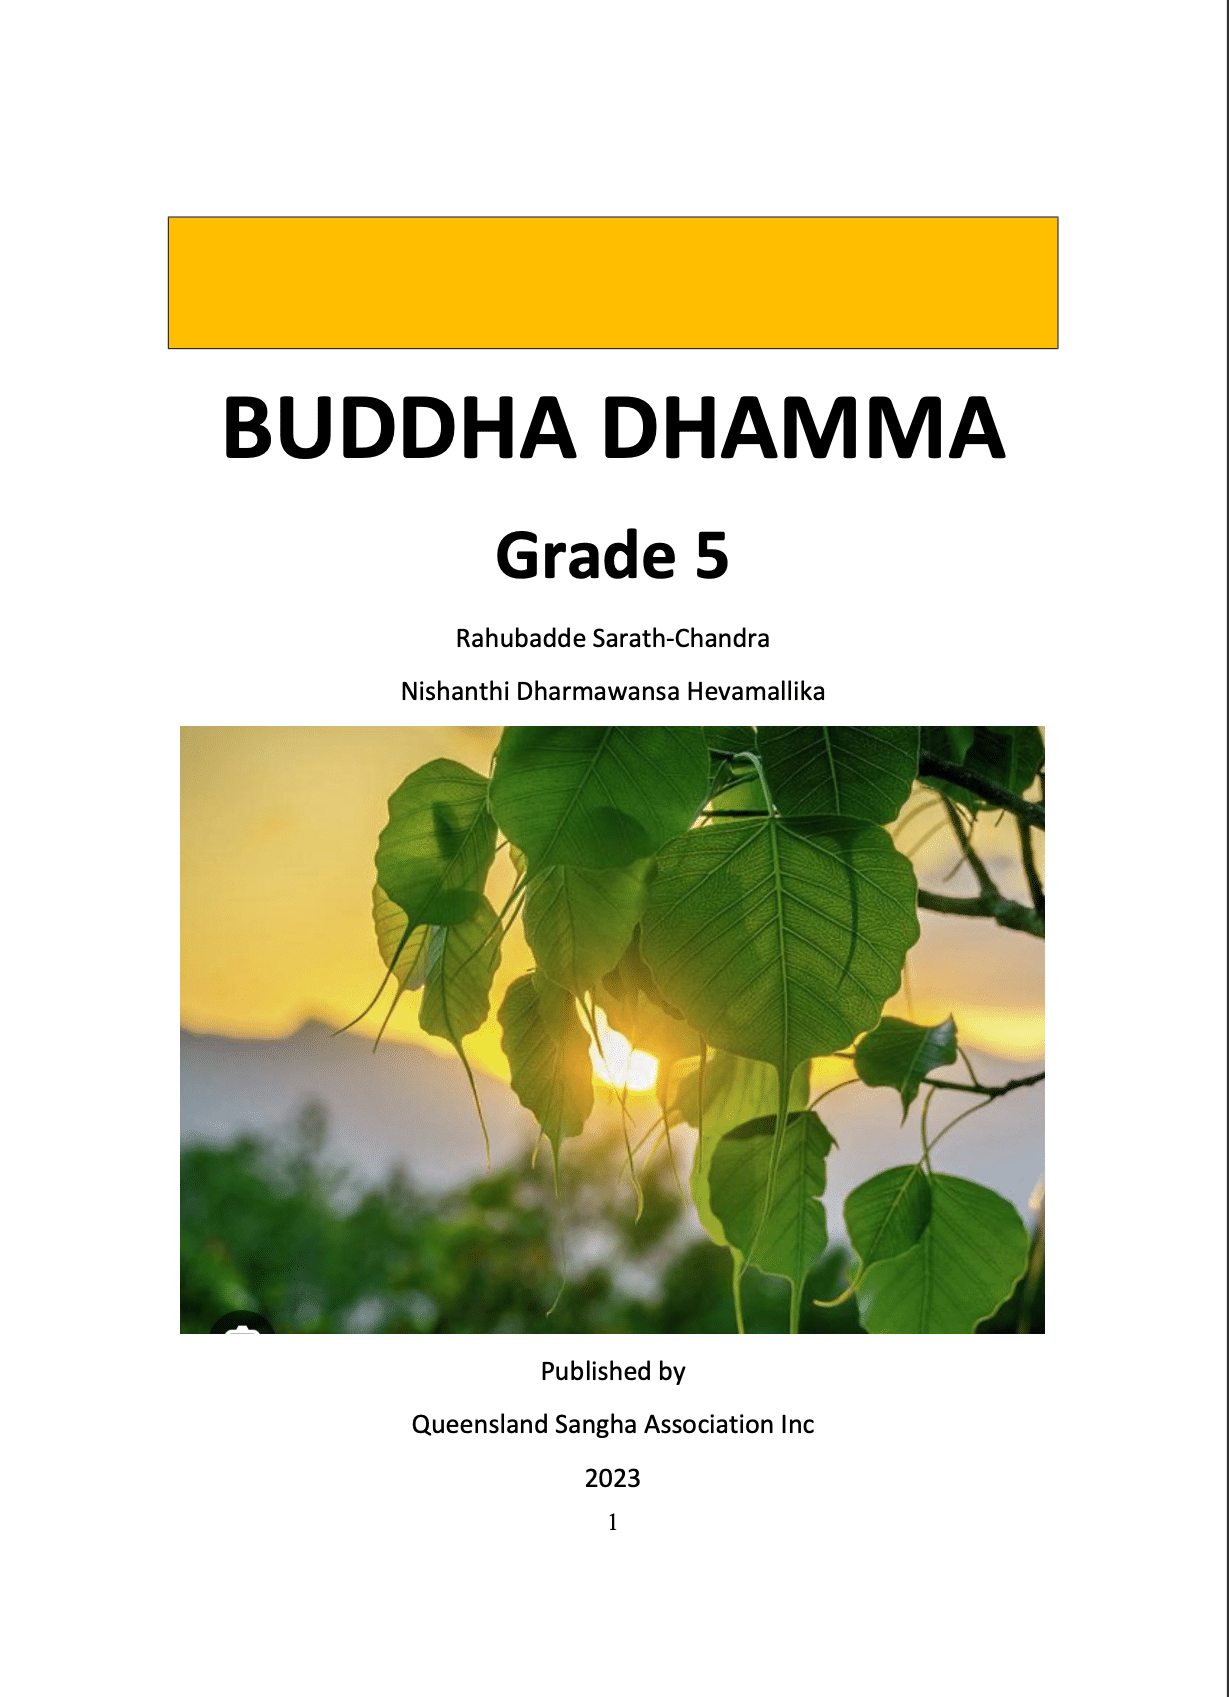 BUDDHA DHAMMA
Grade 5
Rahubadde Sarath-Chandra
Nishanthi Dharmawansa Hevamallika
Published by
Queensland Sangha Association Inc
2023
1